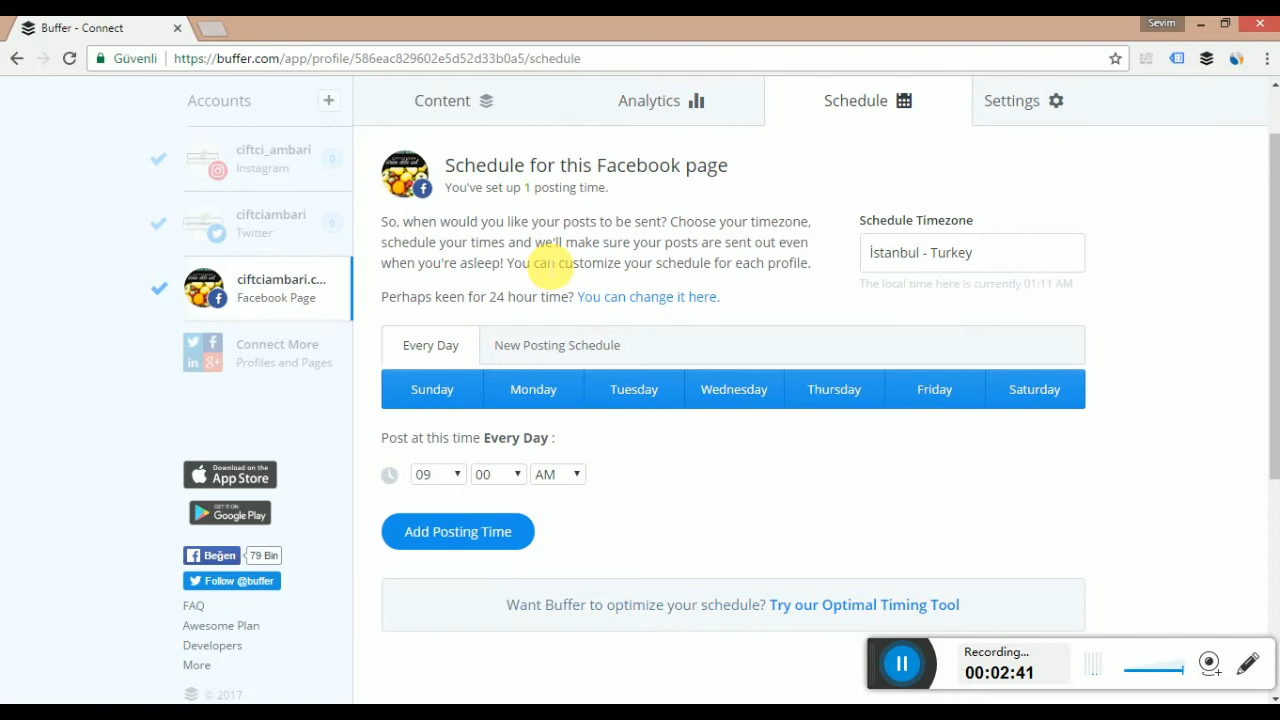 Buffer - Connect
Sevim
Güvenli
https://buffer.com/app/profile/586eac829602e5d52d33b0a5/schedule
Accounts
Content
Analytics
Schedule
Settings
ciftci_ambari
Instagram
0
ciftciambari
Twitter
0
ciftciambari.c...
Facebook Page
Connect More
Profiles and Pages
Download on the
App Store
GET IT ON
Google Play
Beğen
79 Bin
Follow @buffer
FAQ
Awesome Plan
Developers
More
© 2017
Schedule for this Facebook page
You've set up 1 posting time.
So, when would you like your posts to be sent? Choose your timezone,
schedule your times and we'll make sure your posts are sent out even
when you're asleep! You can customize your schedule for each profile.
Perhaps keen for 24 hour time? You can change it here.
Schedule Timezone
İstanbul - Turkey
The local time here is currently 01:11 AM
Every Day
New Posting Schedule
Sunday
Monday
Tuesday
Wednesday
Thursday
Friday
Saturday
Post at this time Every Day :
09
00
AM
Add Posting Time
Want Buffer to optimize your schedule? Try our Optimal Timing Tool
Recording...
00:02:41